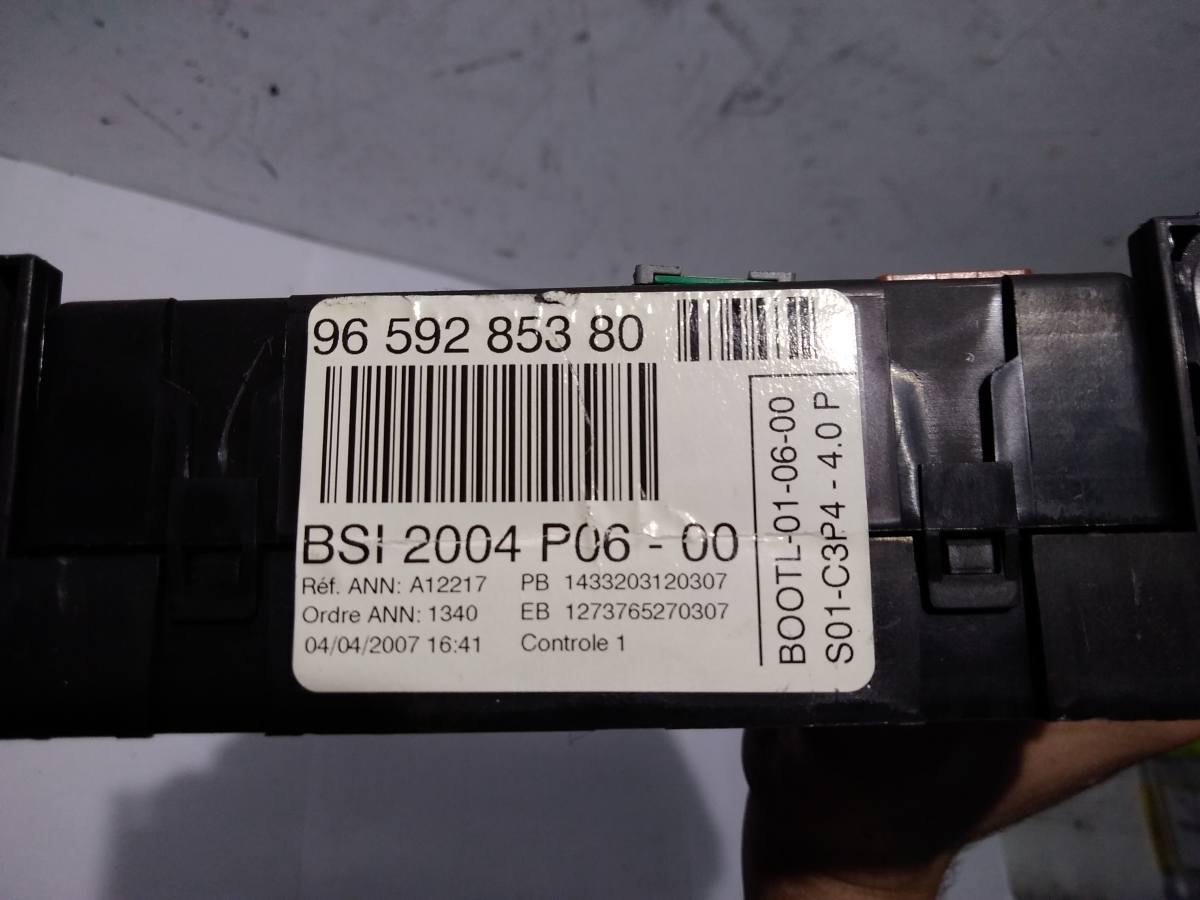 96 592 853 80
BSI 2004 P06 - 00
Réf. ANN: A12217 PB 1433203120307
Ordre ANN: 1340 EB 1273765270307
04/04/2007 16:41 Controle 1
BOOTL-01-06-00
S01-C3P4 - 4.0 P